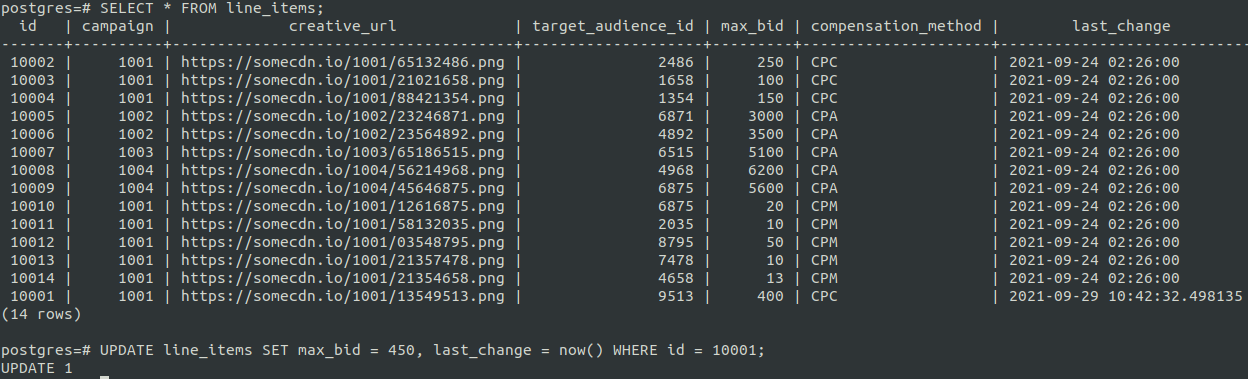 postgres=# SELECT * FROM line_items;
  id   | campaign |             creative_url              | target_audience_id | max_bid | compensation_method |        last_change
-------+----------+---------------------------------------+--------------------+---------+---------------------+----------------------------
 10002 |     1001 | https://somecdn.io/1001/65132486.png |               2486 |     250 | CPC                 | 2021-09-24 02:26:00
 10003 |     1001 | https://somecdn.io/1001/21021658.png |               1658 |     100 | CPC                 | 2021-09-24 02:26:00
 10004 |     1001 | https://somecdn.io/1001/88421354.png |               1354 |     150 | CPC                 | 2021-09-24 02:26:00
 10005 |     1002 | https://somecdn.io/1002/23246871.png |               6871 |    3000 | CPA                 | 2021-09-24 02:26:00
 10006 |     1002 | https://somecdn.io/1002/23564892.png |               4892 |    3500 | CPA                 | 2021-09-24 02:26:00
 10007 |     1003 | https://somecdn.io/1003/65186515.png |               6515 |    5100 | CPA                 | 2021-09-24 02:26:00
 10008 |     1004 | https://somecdn.io/1004/56214968.png |               4968 |    6200 | CPA                 | 2021-09-24 02:26:00
 10009 |     1004 | https://somecdn.io/1004/45646875.png |               6875 |    5600 | CPA                 | 2021-09-24 02:26:00
 10010 |     1001 | https://somecdn.io/1001/12616875.png |               6875 |      20 | CPM                 | 2021-09-24 02:26:00
 10011 |     1001 | https://somecdn.io/1001/58132035.png |               2035 |      10 | CPM                 | 2021-09-24 02:26:00
 10012 |     1001 | https://somecdn.io/1001/03548795.png |               8795 |      50 | CPM                 | 2021-09-24 02:26:00
 10013 |     1001 | https://somecdn.io/1001/21357478.png |               7478 |      10 | CPM                 | 2021-09-24 02:26:00
 10014 |     1001 | https://somecdn.io/1001/21354658.png |               4658 |      13 | CPM                 | 2021-09-24 02:26:00
 10001 |     1001 | https://somecdn.io/1001/13549513.png |               9513 |     400 | CPC                 | 2021-09-29 10:42:32.498135
(14 rows)
postgres=# UPDATE line_items SET max_bid = 450, last_change = now() WHERE id = 10001;
UPDATE 1